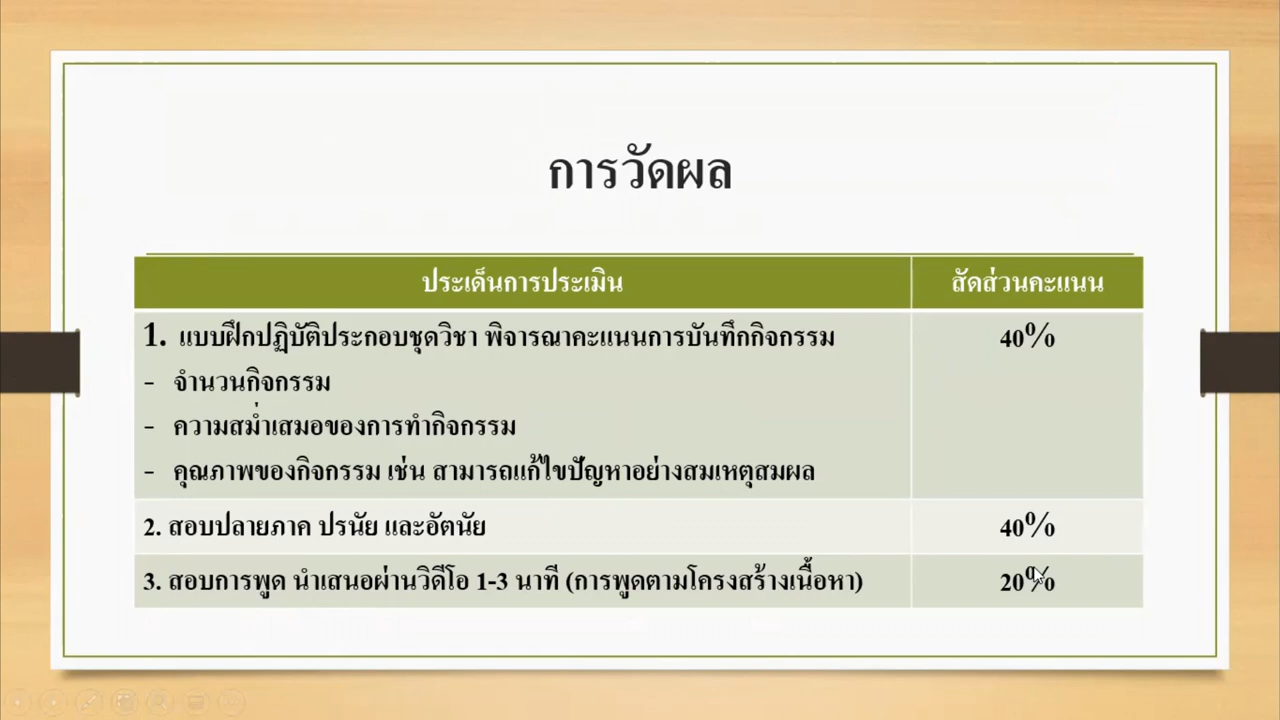 การวัดผล
ประเด็นการประเมิน สัดส่วนคะแนน
1. แบบฝึกปฏิบัติประกอบชุดวิชา พิจารณาคะแนนการบันทึกกิจกรรม 40%
- จำนวนกิจกรรม
- ความสม่ำเสมอของการทำกิจกรรม
- คุณภาพของกิจกรรม เช่น สามารถแก้ไขปัญหาอย่างสมเหตุสมผล
2. สอบปลายภาค ปรนัย และอัตนัย 40%
3. สอบการพูด นำเสนอผ่านวิดีโอ 1-3 นาที (การพูดตามโครงสร้างเนื้อหา) 20%